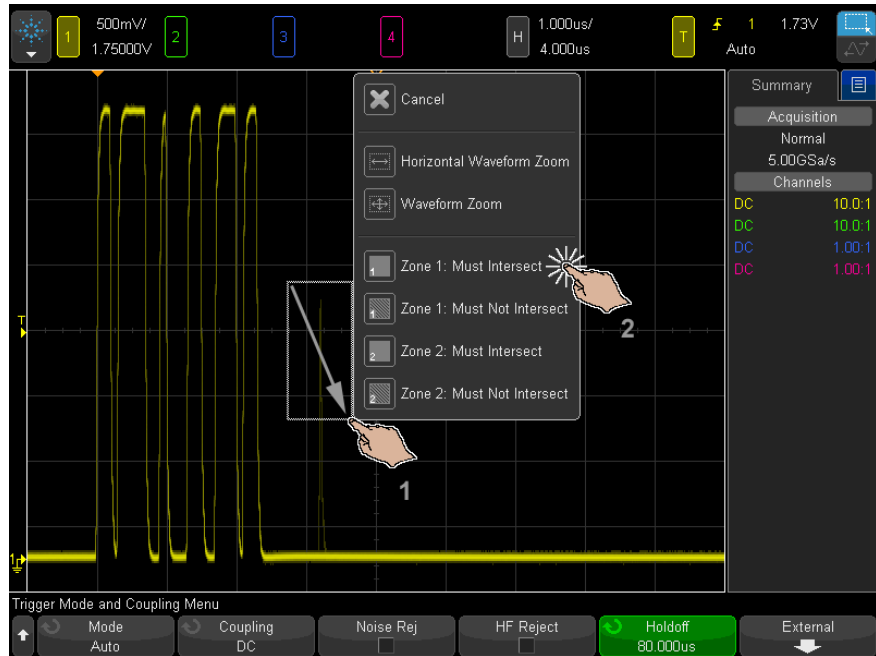 1 500mV/ 1.75000V 2 3 4 H 1.000us/ 4.000us T 1 1.73V Auto
Summary
Acquisition
Normal
5.00GSa/s
Channels
DC 10.0:1
DC 10.0:1
DC 1.00:1
DC 1.00:1
Cancel
Horizontal Waveform Zoom
Waveform Zoom
1 Zone 1: Must Intersect
1 Zone 1: Must Not Intersect
2 Zone 2: Must Intersect
2 Zone 2: Must Not Intersect
2
1
T
1
Trigger Mode and Coupling Menu
Mode
Auto
Coupling
DC
Noise Rej
HF Reject
Holdoff
80.000us
External